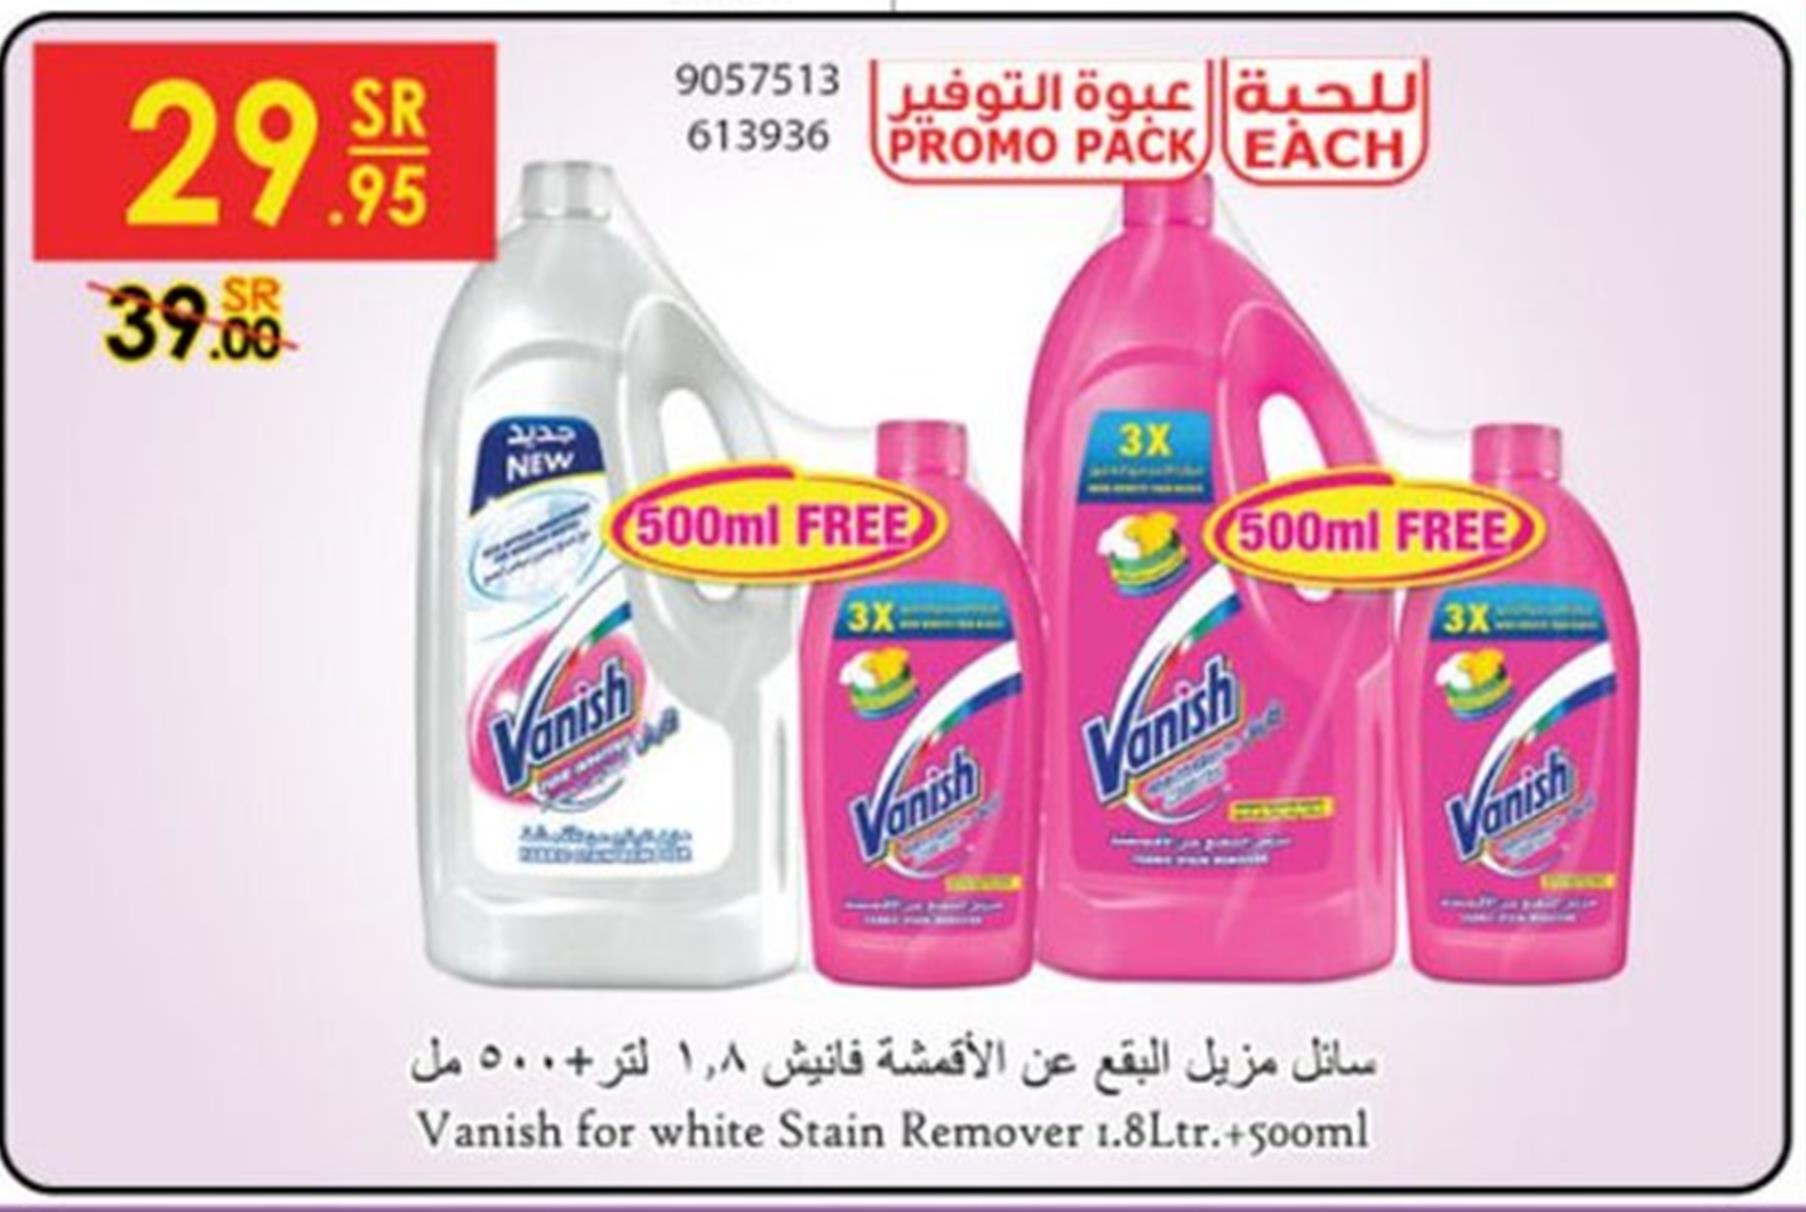 29.95 SR
39.00 SR
9057513
613936
عبوة التوفير
PROMO PACK
للحبة
EACH
جديد
NEW
Vanish
فانيش
500ml FREE
3X
Vanish
3X
Vanish
500ml FREE
3X
Vanish
سائل مزيل البقع عن الأقمشة فانيش ١,٨ لتر+٥٠٠ مل
Vanish for white Stain Remover 1.8Ltr.+500ml